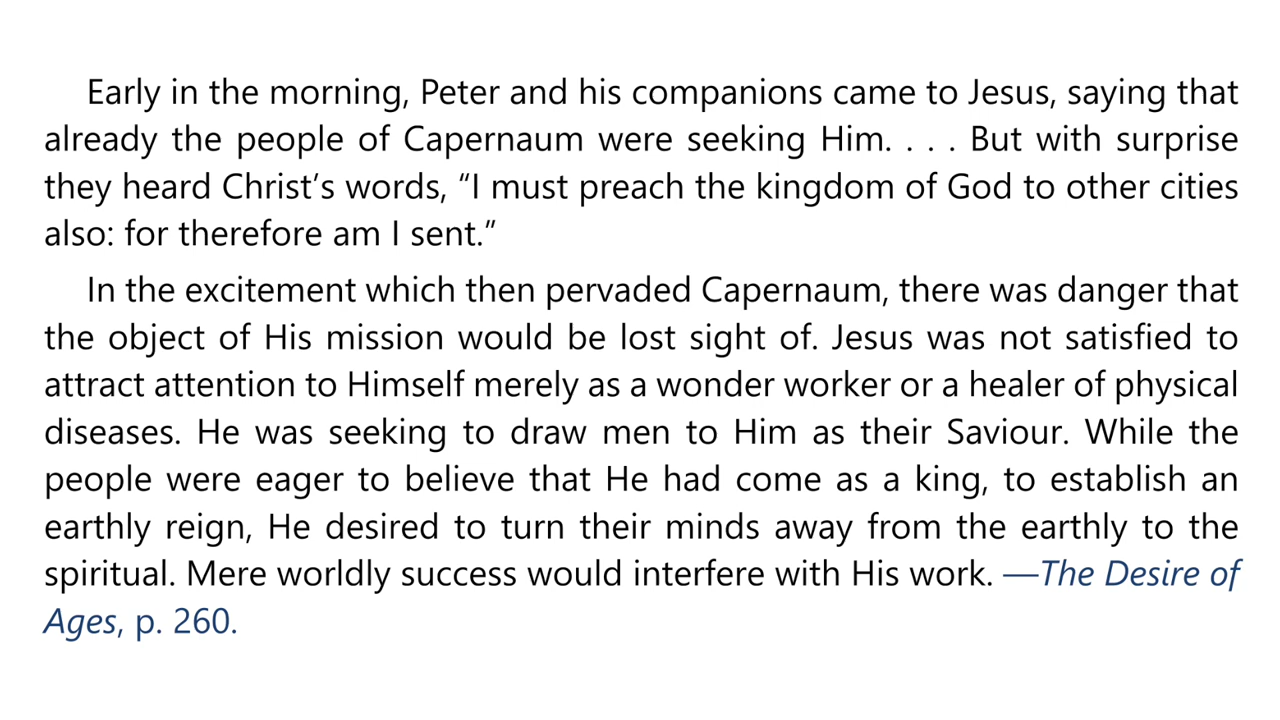 Early in the morning, Peter and his companions came to Jesus, saying that
already the people of Capernaum were seeking Him. . . . But with surprise
they heard Christ’s words, “I must preach the kingdom of God to other cities
also: for therefore am I sent.”
In the excitement which then pervaded Capernaum, there was danger that
the object of His mission would be lost sight of. Jesus was not satisfied to
attract attention to Himself merely as a wonder worker or a healer of physical
diseases. He was seeking to draw men to Him as their Saviour. While the
people were eager to believe that He had come as a king, to establish an
earthly reign, He desired to turn their minds away from the earthly to the
spiritual. Mere worldly success would interfere with His work. —The Desire of
Ages, p. 260.